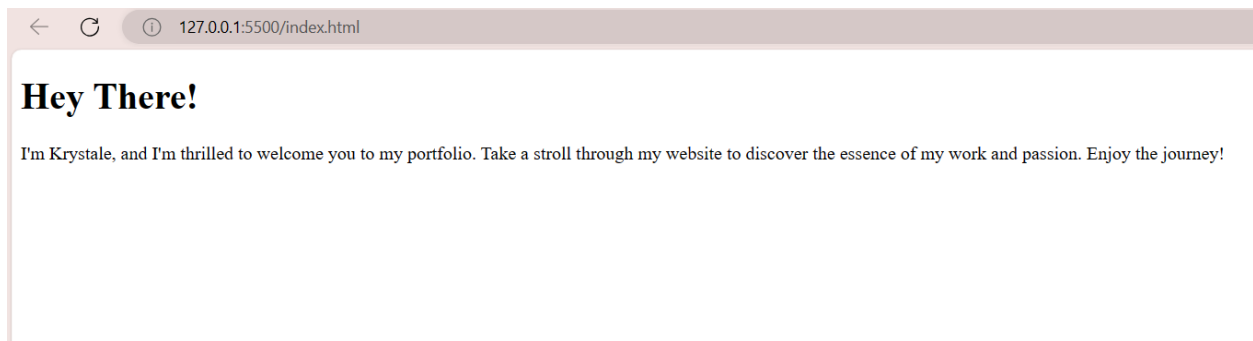 127.0.0.1:5500/index.html
Hey There!
I'm Krystale, and I'm thrilled to welcome you to my portfolio. Take a stroll through my website to discover the essence of my work and passion. Enjoy the journey!